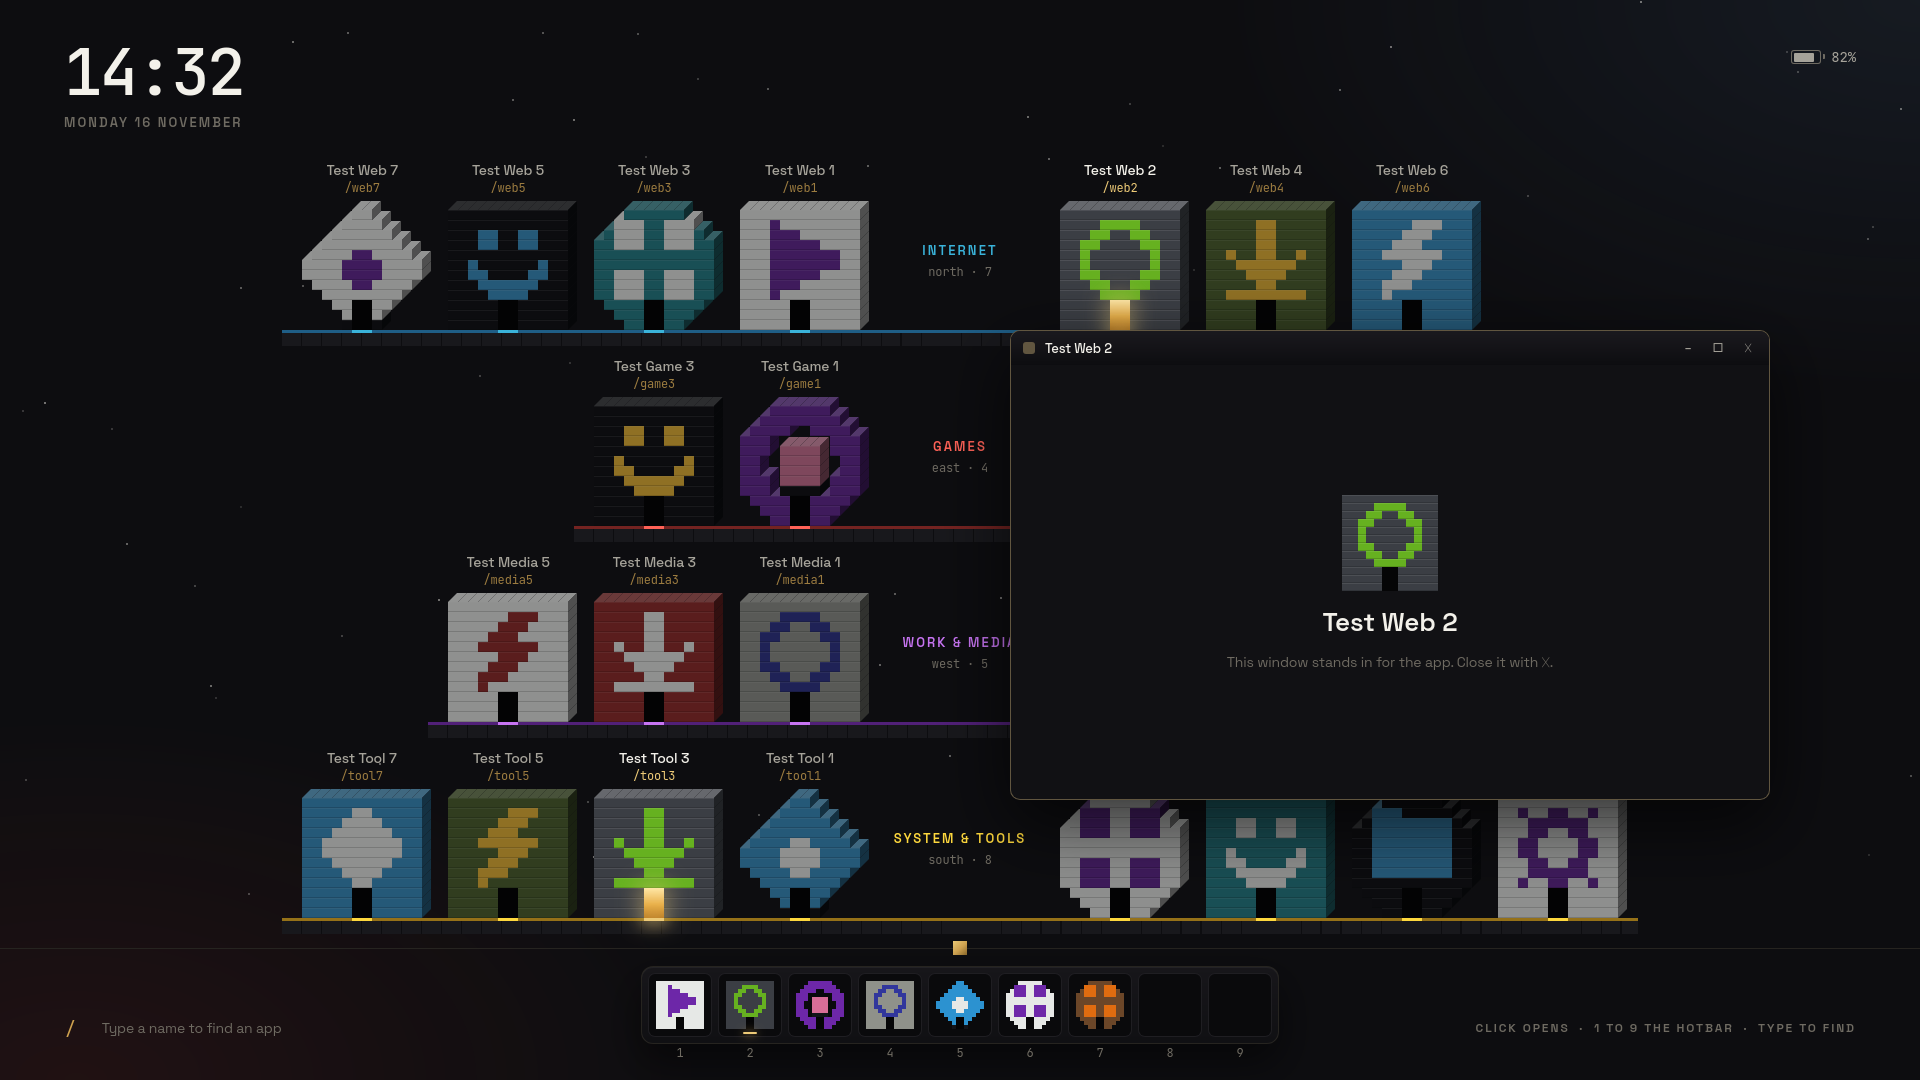 14:32
MONDAY 16 NOVEMBER
82%
Test Web 7
/web7
Test Web 5
/web5
Test Web 3
/web3
Test Web 1
/web1
INTERNET
north · 7
Test Web 2
/web2
Test Web 4
/web4
Test Web 6
/web6
Test Game 3
/game3
Test Game 1
/game1
GAMES
east · 4
Test Media 5
/media5
Test Media 3
/media3
Test Media 1
/media1
WORK & MEDIA
west · 5
Test Web 2
X
Test Web 2
This window stands in for the app. Close it with X.
Test Tool 7
/tool7
Test Tool 5
/tool5
Test Tool 3
/tool3
Test Tool 1
/tool1
SYSTEM & TOOLS
south · 8
/ Type a name to find an app
1 2 3 4 5 6 7 8 9
CLICK OPENS · 1 TO 9 THE HOTBAR · TYPE TO FIND